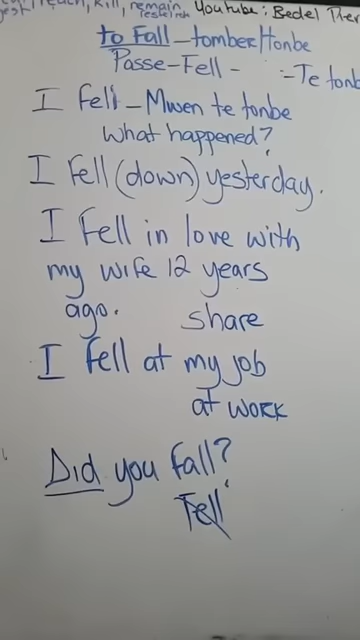 reach, kill, remain Youtube: Bedel
to Fall - tomber/tonbe
Passe - Fell - - Te tonb
I fell - Mwen te tonbe
What happened?
I fell (down) yesterday.
I fell in love with
my wife 12 years
ago. share
I fell at my job
at work
Did you fall?
Fell